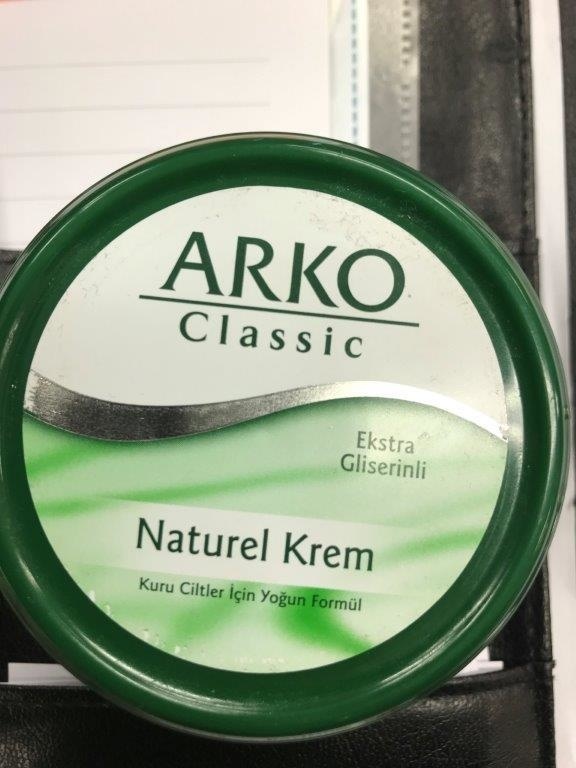 ARKO
Classic
Ekstra
Gliserinli
Naturel Krem
Kuru Ciltler İçin Yoğun Formül